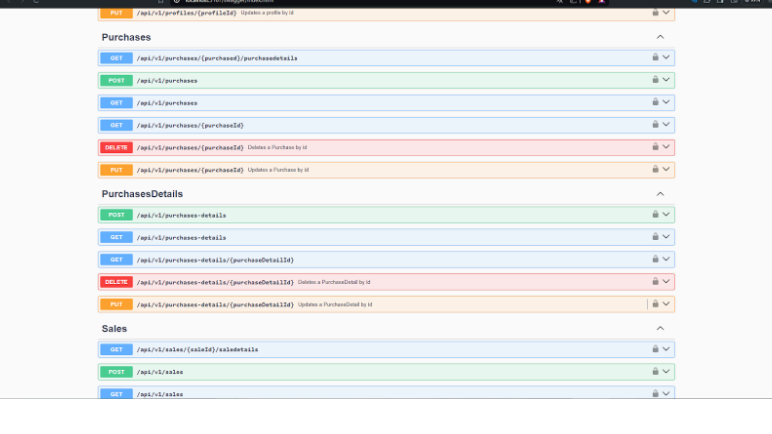 PUT /api/v1/profiles/{profileId} Updates a profile by id
Purchases
GET /api/v1/purchases/{purchased}/purchasedetails
POST /api/v1/purchases
GET /api/v1/purchases
GET /api/v1/purchases/{purchaseId}
DELETE /api/v1/purchases/{purchaseId} Deletes a Purchase by id
PUT /api/v1/purchases/{purchaseId} Updates a Purchase by id
PurchasesDetails
POST /api/v1/purchases-details
GET /api/v1/purchases-details
GET /api/v1/purchases-details/{purchaseDetailId}
DELETE /api/v1/purchases-details/{purchaseDetailId} Deletes a PurchaseDetail by id
PUT /api/v1/purchases-details/{purchaseDetailId} Updates a PurchaseDetail by id
Sales
GET /api/v1/sales/{saleId}/saledetails
POST /api/v1/sales
GET /api/v1/sales